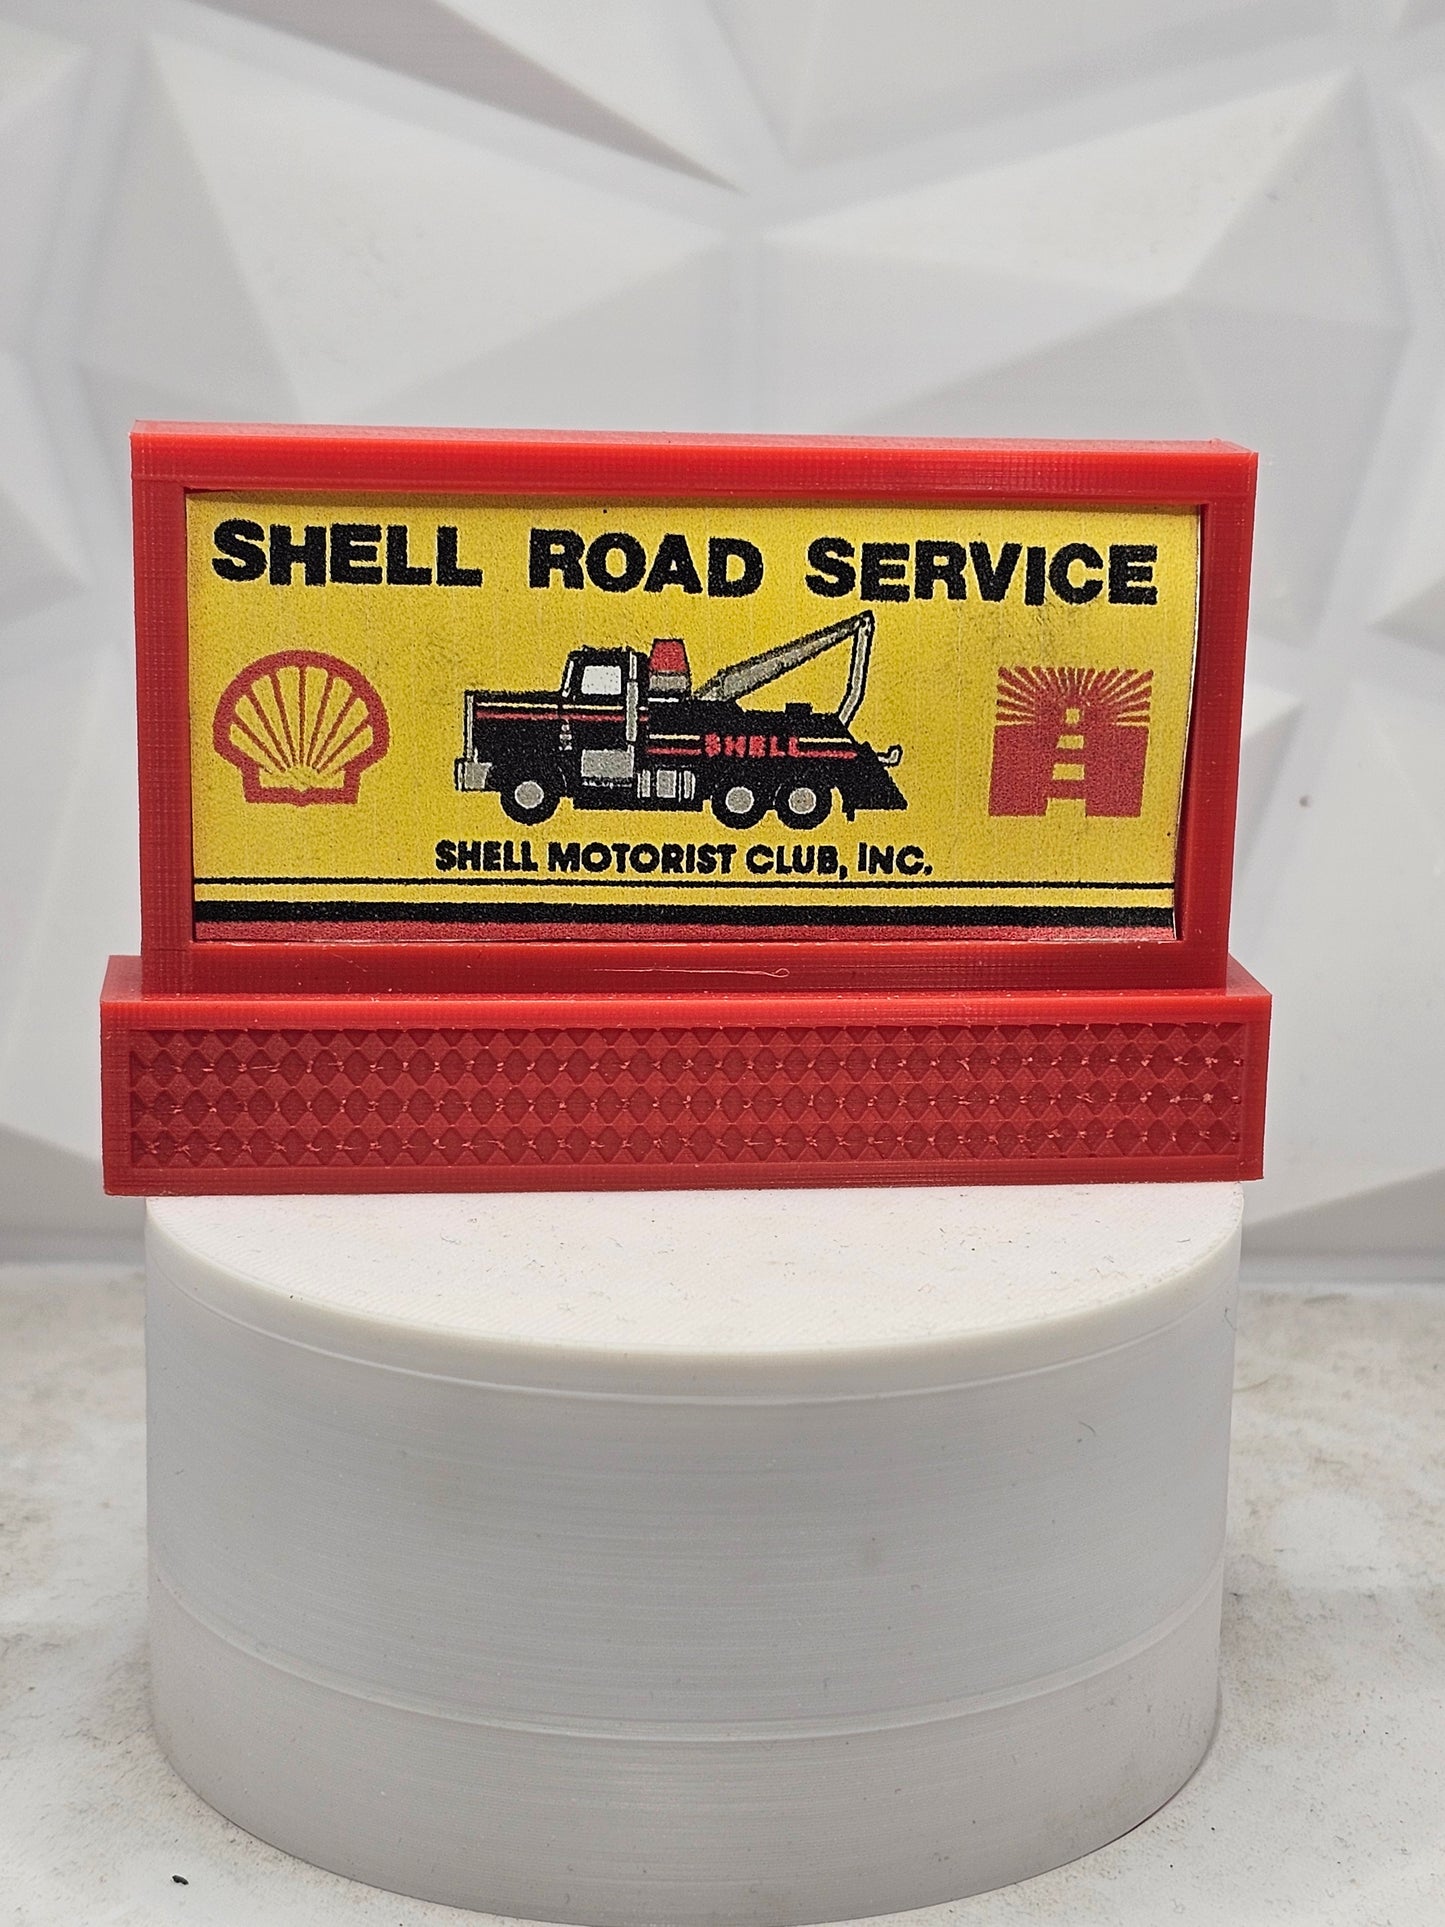 SHELL ROAD SERVICE
SHELL
SHELL MOTORIST CLUB, INC.